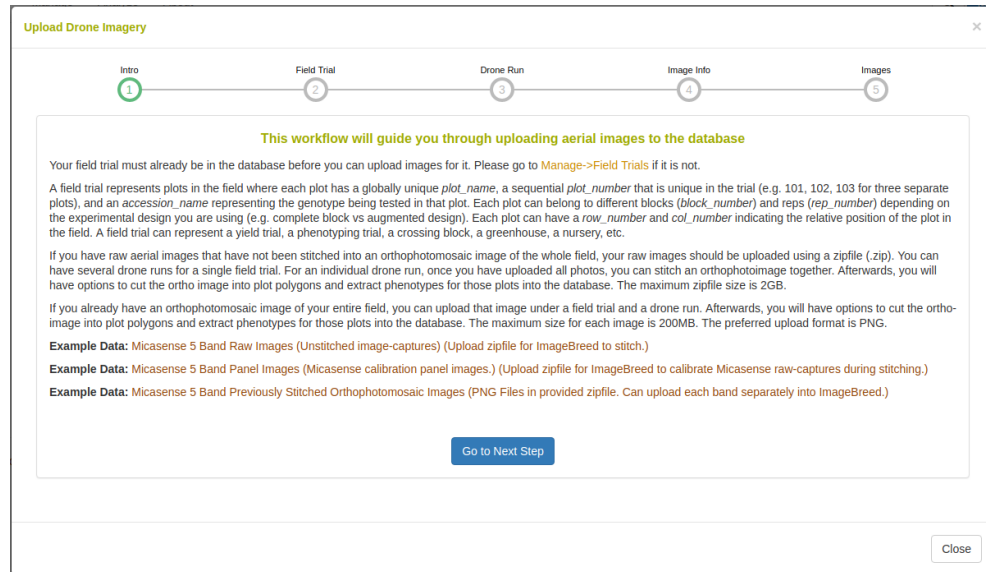 Upload Drone Imagery
×
Intro
Field Trial
Drone Run
Image Info
Images
1
2
3
4
5
This workflow will guide you through uploading aerial images to the database
Your field trial must already be in the database before you can upload images for it. Please go to Manage->Field Trials if it is not.
A field trial represents plots in the field where each plot has a globally unique plot_name, a sequential plot_number that is unique in the trial (e.g. 101, 102, 103 for three separate
plots), and an accession_name representing the genotype being tested in that plot. Each plot can belong to different blocks (block_number) and reps (rep_number) depending on
the experimental design you are using (e.g. complete block vs augmented design). Each plot can have a row_number and col_number indicating the relative position of the plot in
the field. A field trial can represent a yield trial, a phenotyping trial, a crossing block, a greenhouse, a nursery, etc.
If you have raw aerial images that have not been stitched into an orthophotomosaic image of the whole field, your raw images should be uploaded using a zipfile (.zip). You can
have several drone runs for a single field trial. For an individual drone run, once you have uploaded all photos, you can stitch an orthophotoimage together. Afterwards, you will
have options to cut the ortho image into plot polygons and extract phenotypes for those plots into the database. The maximum zipfile size is 2GB.
If you already have an orthophotomosaic image of your entire field, you can upload that image under a field trial and a drone run. Afterwards, you will have options to cut the ortho-
image into plot polygons and extract phenotypes for those plots into the database. The maximum size for each image is 200MB. The preferred upload format is PNG.
Example Data: Micasense 5 Band Raw Images (Unstitched image-captures) (Upload zipfile for ImageBreed to stitch.)
Example Data: Micasense 5 Band Panel Images (Micasense calibration panel images.) (Upload zipfile for ImageBreed to calibrate Micasense raw-captures during stitching.)
Example Data: Micasense 5 Band Previously Stitched Orthophotomosaic Images (PNG Files in provided zipfile. Can upload each band separately into ImageBreed.)
Go to Next Step
Close